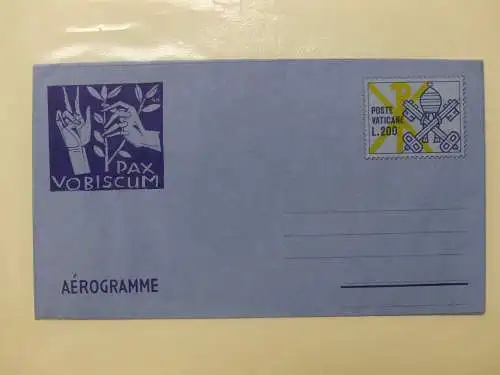 PAX
VOBISCUM
POSTE
VATICANE
L.200
AÉROGRAMME